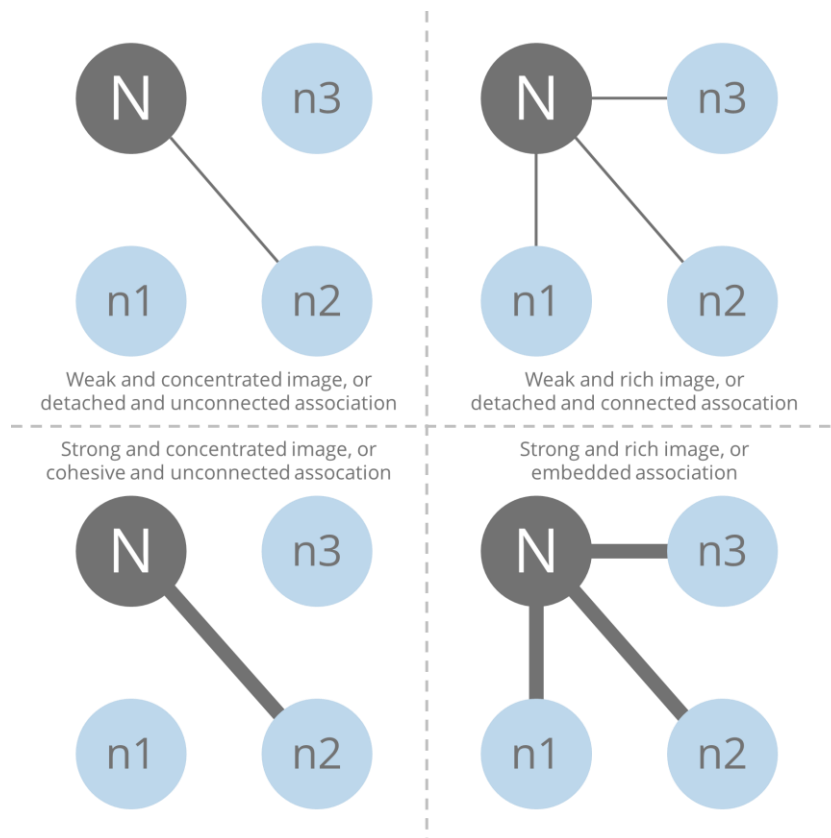 N
n3
n1
n2
Weak and concentrated image, or
detached and unconnected association
N
n3
n1
n2
Weak and rich image, or
detached and connected assocation
Strong and concentrated image, or
cohesive and unconnected assocation
N
n3
n1
n2
Strong and rich image, or
embedded association
N
n3
n1
n2